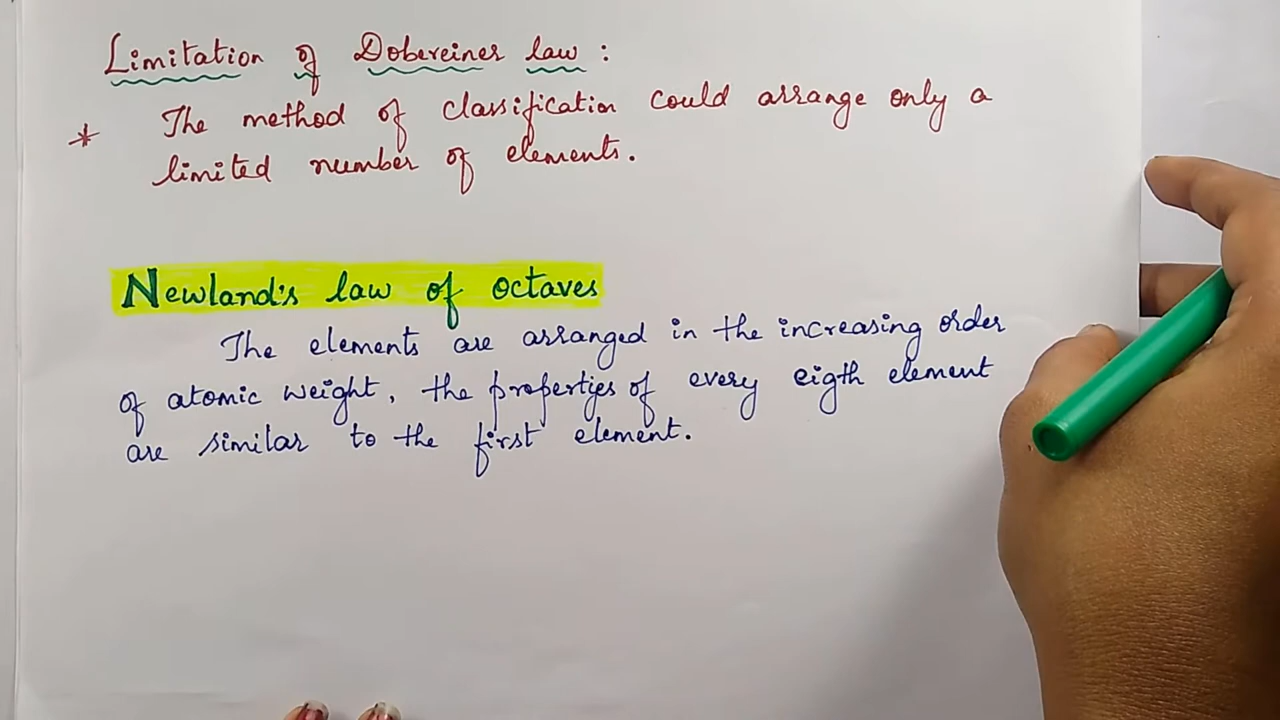 Limitation of Dobereiner law :
* The method of classification could arrange only a
limited number of elements.
Newland's law of octaves
The elements are arranged in the increasing order
of atomic weight, the properties of every eigth element
are similar to the first element.